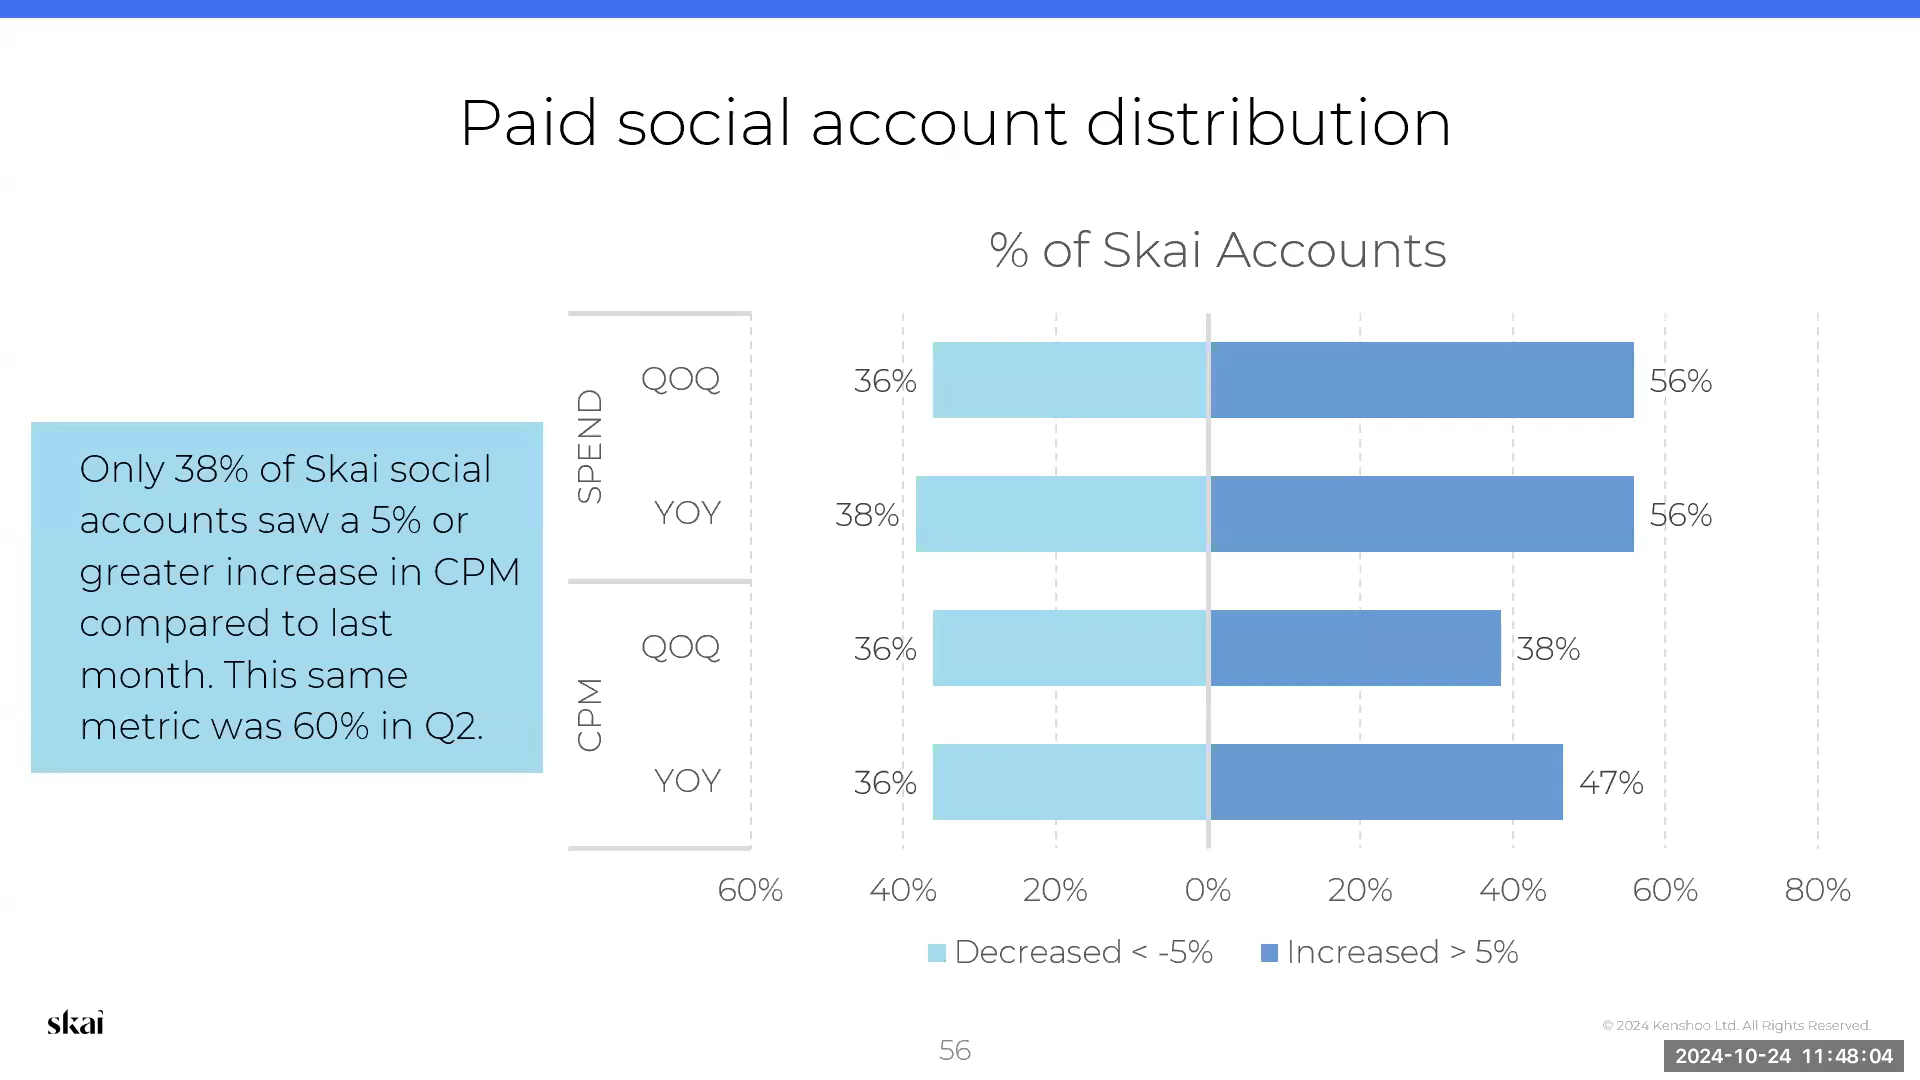 Paid social account distribution
% of Skai Accounts
Only 38% of Skai social
accounts saw a 5% or
greater increase in CPM
compared to last
month. This same
metric was 60% in Q2.
SPEND
QOQ
36%
56%
YOY
38%
56%
CPM
QOQ
36%
38%
YOY
36%
47%
60% 40% 20% 0% 20% 40% 60% 80%
Decreased < -5% Increased > 5%
skai
© 2024 Kenshoo Ltd. All Rights Reserved.
56
2024-10-24 11:48:04